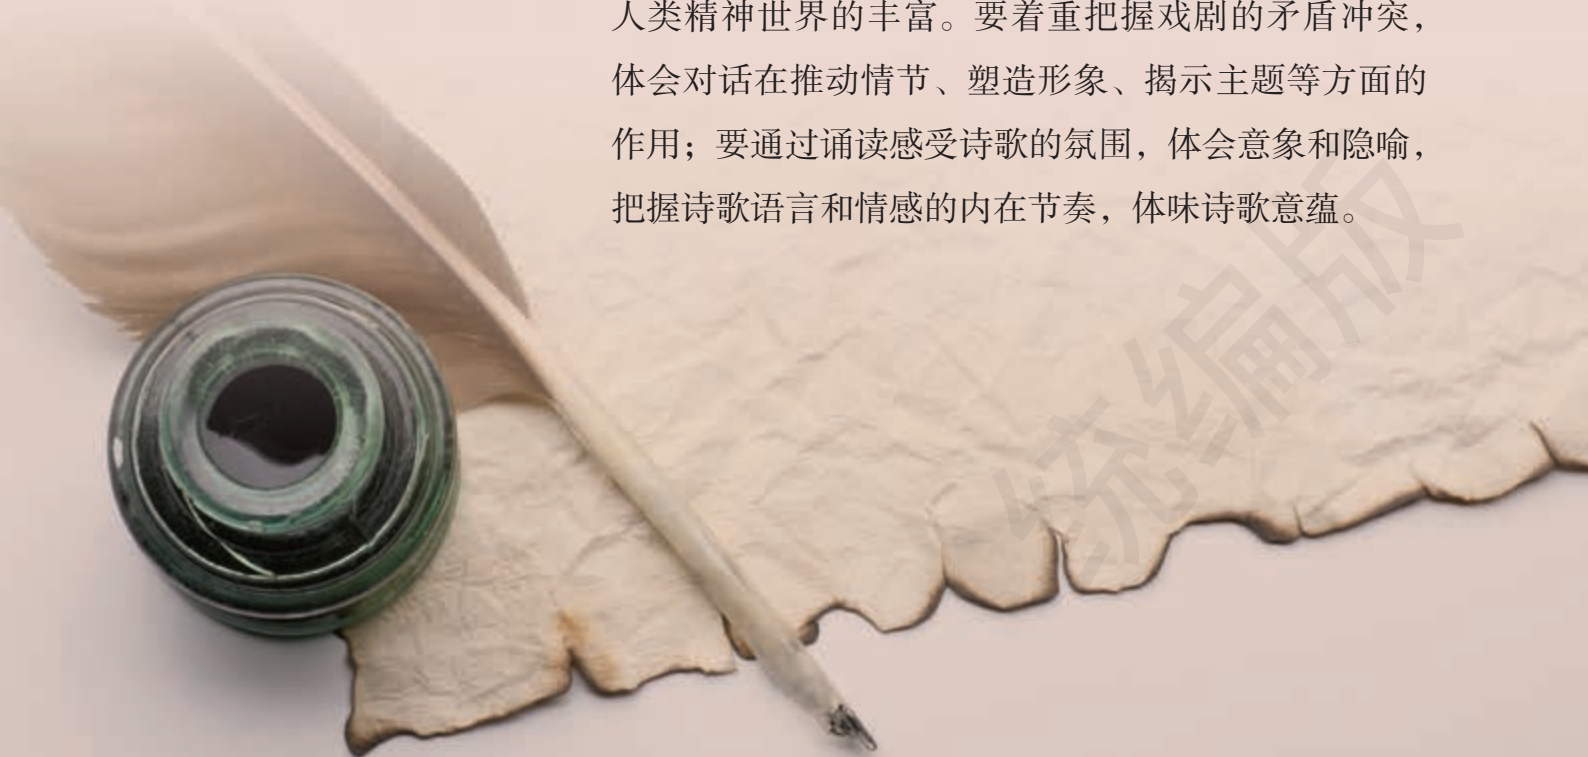 人类精神世界的丰富。要着重把握戏剧的矛盾冲突，
体会对话在推动情节、塑造形象、揭示主题等方面的
作用；要通过诵读感受诗歌的氛围，体会意象和隐喻，
把握诗歌语言和情感的内在节奏，体味诗歌意蕴。
统编版